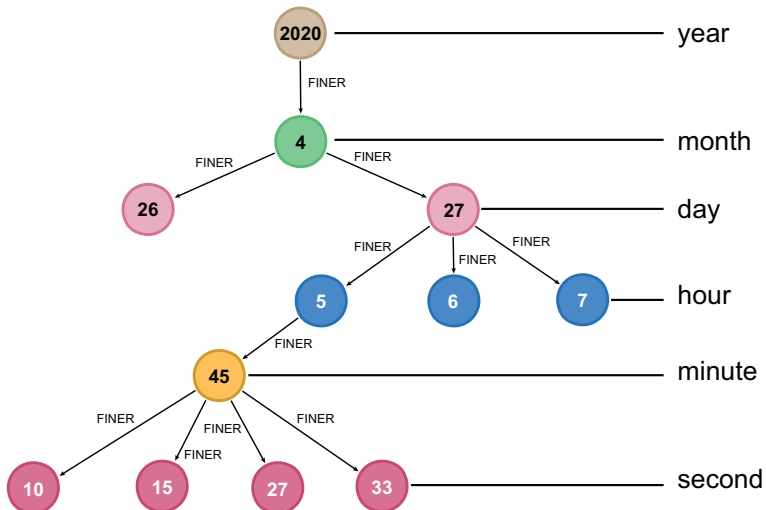 2020
year
FINER
4
month
FINER
FINER
26
27
day
FINER
FINER
FINER
5
6
7
hour
FINER
45
minute
FINER
FINER
FINER
FINER
10
15
27
33
second